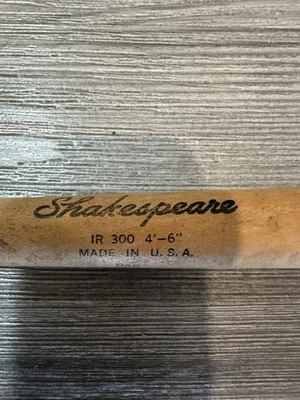 Shakespeare
IR 300 4'-6"
MADE IN U.S.A.